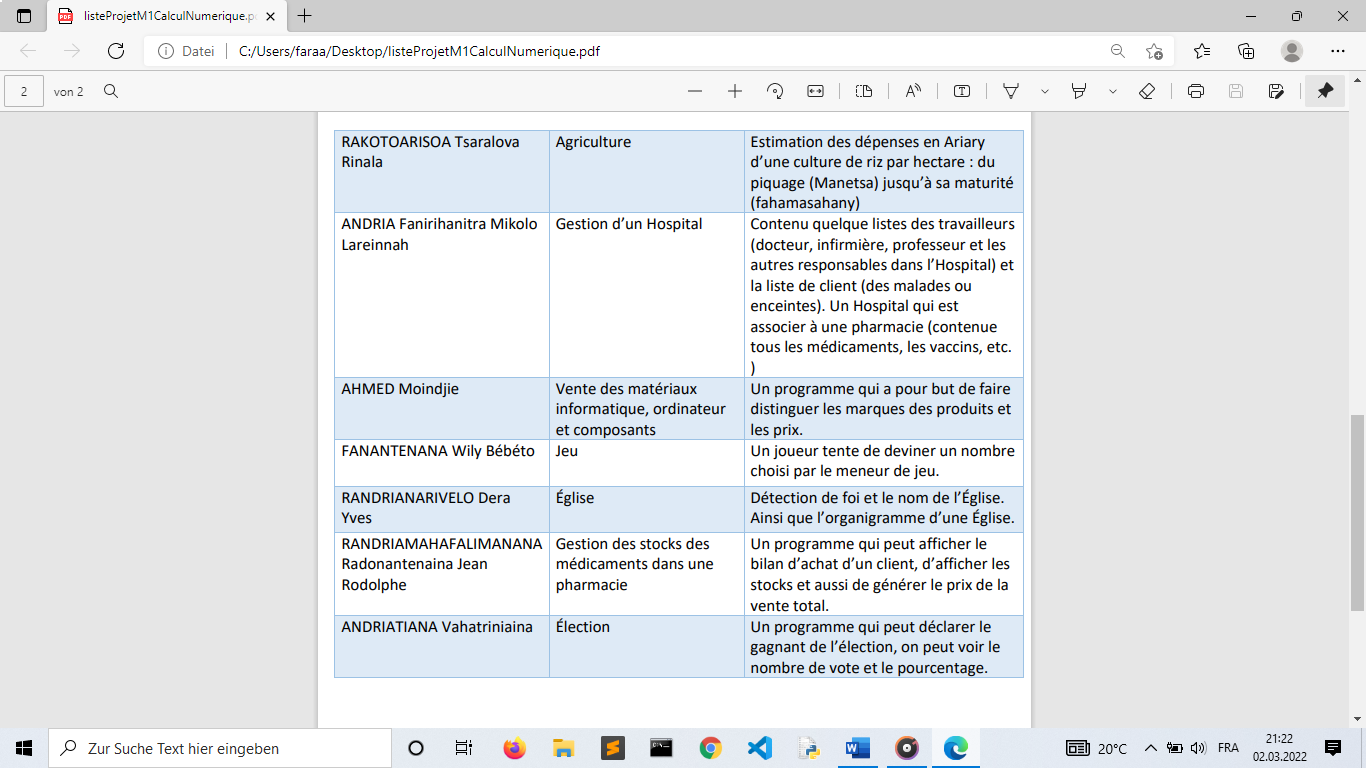 listeProjetM1CalculNumerique.p
Datei
C:/Users/faraa/Desktop/listeProjetM1CalculNumerique.pdf
2
von 2
RAKOTOARISOA Tsaralova
Rinala
Agriculture
Estimation des dépenses en Ariary
d’une culture de riz par hectare : du
piquage (Manetsa) jusqu’à sa maturité
(fahamasahany)
ANDRIA Fanirihanitra Mikolo
Lareinnah
Gestion d’un Hospital
Contenu quelque listes des travailleurs
(docteur, infirmière, professeur et les
autres responsables dans l’Hospital) et
la liste de client (des malades ou
enceintes). Un Hospital qui est
associer à une pharmacie (contenue
tous les médicaments, les vaccins, etc.
)
AHMED Moindjie
Vente des matériaux
informatique, ordinateur
et composants
Un programme qui a pour but de faire
distinguer les marques des produits et
les prix.
FANANTENANA Wily Bébéto
Jeu
Un joueur tente de deviner un nombre
choisi par le meneur de jeu.
RANDRIANARIVELO Dera
Yves
Église
Détection de foi et le nom de l’Église.
Ainsi que l’organigramme d’une Église.
RANDRIAMAHAFALIMANANA
Radonantenaina Jean
Rodolphe
Gestion des stocks des
médicaments dans une
pharmacie
Un programme qui peut afficher le
bilan d’achat d’un client, d’afficher les
stocks et aussi de générer le prix de la
vente total.
ANDRIATIANA Vahatriniaina
Élection
Un programme qui peut déclarer le
gagnant de l’élection, on peut voir le
nombre de vote et le pourcentage.
Zur Suche Text hier eingeben
20°C
FRA
21:22
02.03.2022